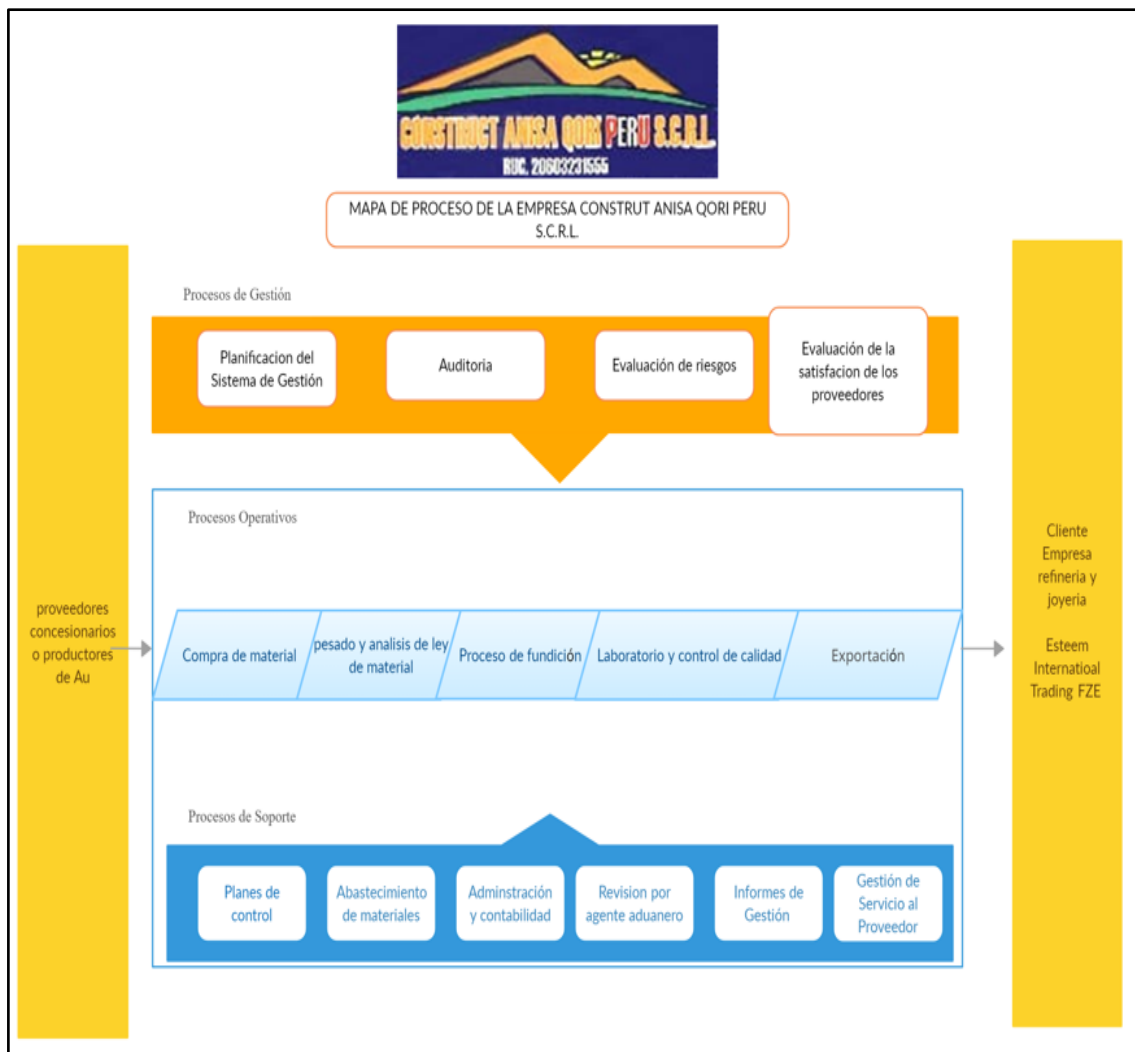 CONSTRUCT ANISA QORI PERU S.C.R.L.
RUC. 20603231555
MAPA DE PROCESO DE LA EMPRESA CONSTRUT ANISA QORI PERU
S.C.R.L.
Procesos de Gestión
Planificacion del
Sistema de Gestión
Auditoria
Evaluación de riesgos
Evaluación de la
satisfacion de los
proveedores
Procesos Operativos
proveedores
concesionarios
o productores
de Au
Compra de material
pesado y analisis de ley
de material
Proceso de fundición
Laboratorio y control de calidad
Exportación
Cliente
Empresa
refineria y
joyeria
Esteem
Internatioal
Trading FZE
Procesos de Soporte
Planes de
control
Abastecimiento
de materiales
Adminstración
y contabilidad
Revision por
agente aduanero
Informes de
Gestión
Gestión de
Servicio al
Proveedor